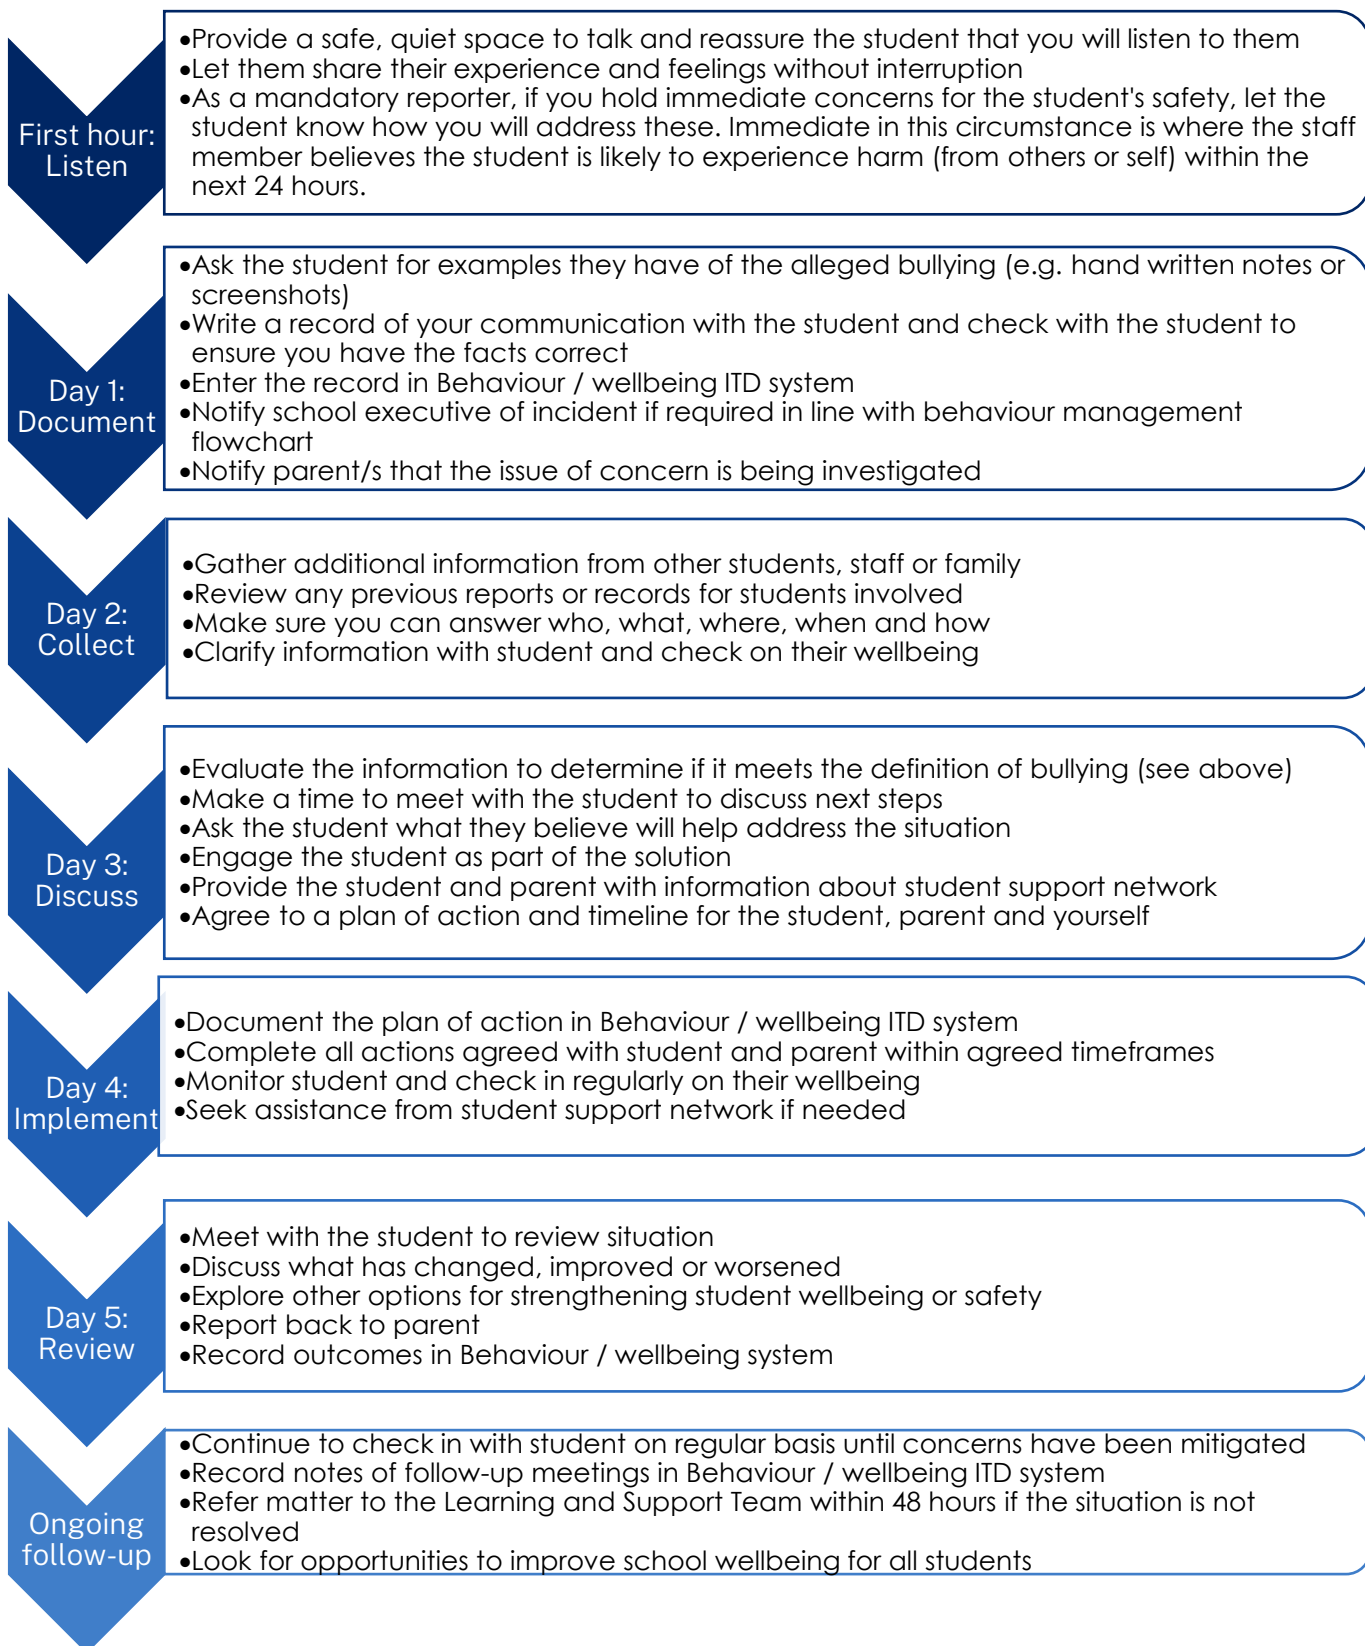 First hour:
Listen
•Provide a safe, quiet space to talk and reassure the student that you will listen to them
•Let them share their experience and feelings without interruption
•As a mandatory reporter, if you hold immediate concerns for the student's safety, let the
student know how you will address these. Immediate in this circumstance is where the staff
member believes the student is likely to experience harm (from others or self) within the
next 24 hours.
Day 1:
Document
•Ask the student for examples they have of the alleged bullying (e.g. hand written notes or
screenshots)
•Write a record of your communication with the student and check with the student to
ensure you have the facts correct
•Enter the record in Behaviour / wellbeing ITD system
•Notify school executive of incident if required in line with behaviour management
flowchart
•Notify parent/s that the issue of concern is being investigated
Day 2:
Collect
•Gather additional information from other students, staff or family
•Review any previous reports or records for students involved
•Make sure you can answer who, what, where, when and how
•Clarify information with student and check on their wellbeing
Day 3:
Discuss
•Evaluate the information to determine if it meets the definition of bullying (see above)
•Make a time to meet with the student to discuss next steps
•Ask the student what they believe will help address the situation
•Engage the student as part of the solution
•Provide the student and parent with information about student support network
•Agree to a plan of action and timeline for the student, parent and yourself
Day 4:
Implement
•Document the plan of action in Behaviour / wellbeing ITD system
•Complete all actions agreed with student and parent within agreed timeframes
•Monitor student and check in regularly on their wellbeing
•Seek assistance from student support network if needed
Day 5:
Review
•Meet with the student to review situation
•Discuss what has changed, improved or worsened
•Explore other options for strengthening student wellbeing or safety
•Report back to parent
•Record outcomes in Behaviour / wellbeing system
Ongoing
follow-up
•Continue to check in with student on regular basis until concerns have been mitigated
•Record notes of follow-up meetings in Behaviour / wellbeing ITD system
•Refer matter to the Learning and Support Team within 48 hours if the situation is not
resolved
•Look for opportunities to improve school wellbeing for all students